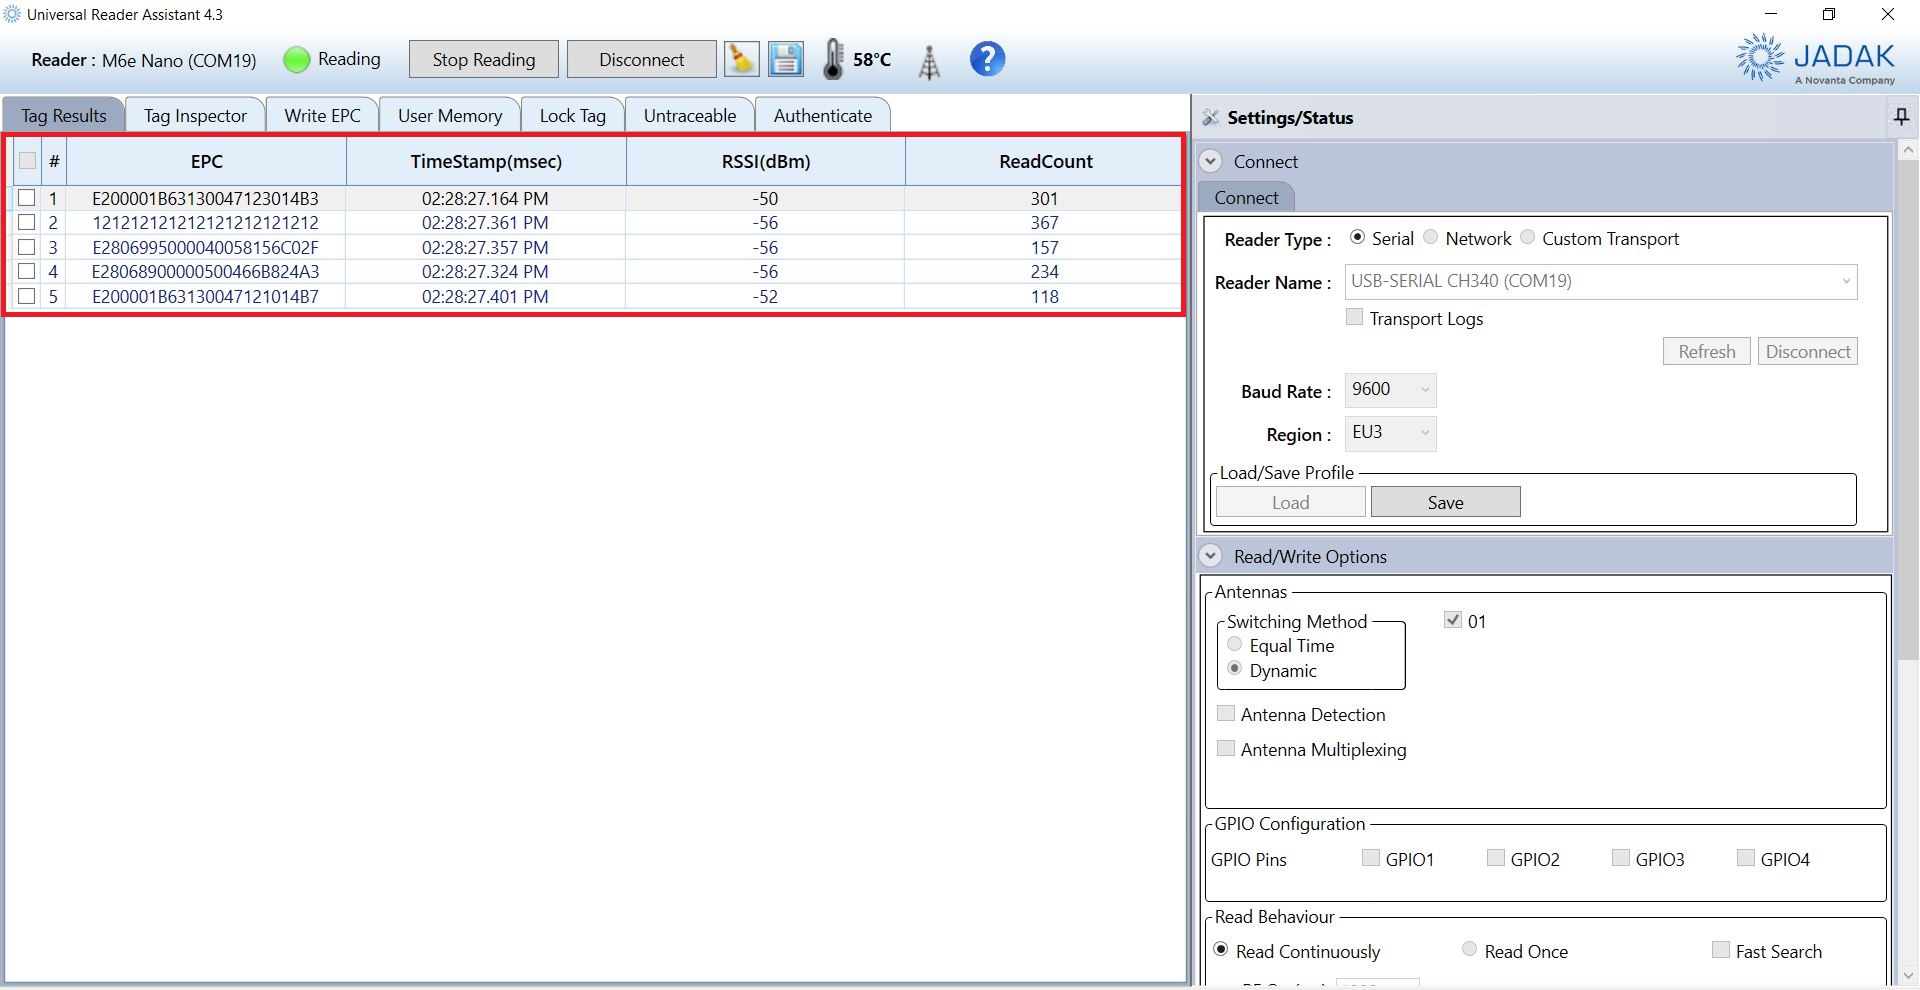 Universal Reader Assistant 4.3
Reader : M6e Nano (COM19) Reading Stop Reading Disconnect 58°C ? JADAK
A Novanta Company
Tag Results Tag Inspector Write EPC User Memory Lock Tag Untraceable Authenticate
# EPC TimeStamp(msec) RSSI(dBm) ReadCount
1 E200001B63130047123014B3 02:28:27.164 PM -50 301
2 121212121212121212121212 02:28:27.361 PM -56 367
3 E2806995000040058156C02F 02:28:27.357 PM -56 157
4 E28068900000500466B824A3 02:28:27.324 PM -56 234
5 E200001B63130047121014B7 02:28:27.401 PM -52 118
Settings/Status
Connect
Connect
Reader Type : Serial Network Custom Transport
Reader Name : USB-SERIAL CH340 (COM19)
Transport Logs
Refresh Disconnect
Baud Rate : 9600
Region : EU3
Load/Save Profile
Load Save
Read/Write Options
Antennas
Switching Method 01
Equal Time
Dynamic
Antenna Detection
Antenna Multiplexing
GPIO Configuration
GPIO Pins GPIO1 GPIO2 GPIO3 GPIO4
Read Behaviour
Read Continuously Read Once Fast Search